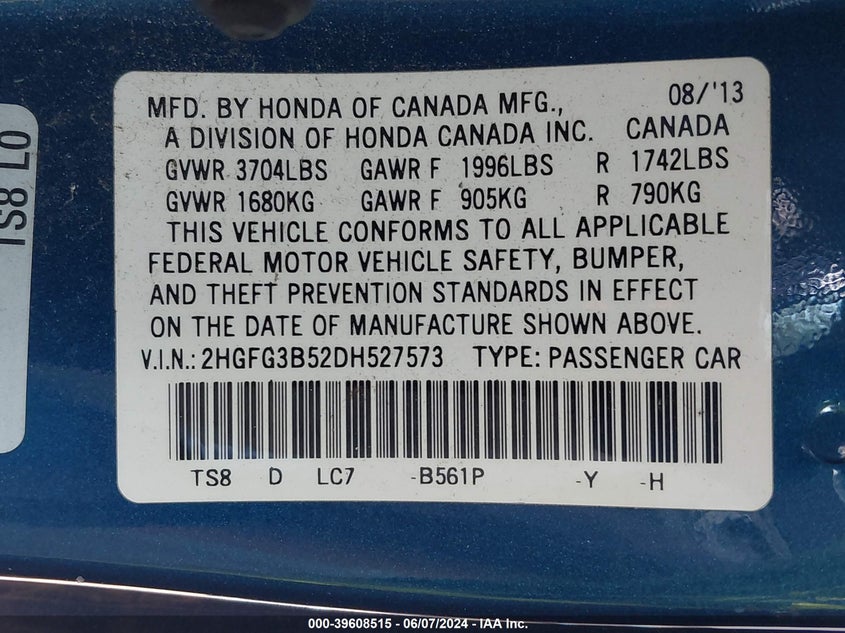 MFD. BY HONDA OF CANADA MFG., 08/'13
A DIVISION OF HONDA CANADA INC. CANADA
GVWR 3704LBS GAWR F 1996LBS R 1742LBS
GVWR 1680KG GAWR F 905KG R 790KG
THIS VEHICLE CONFORMS TO ALL APPLICABLE
FEDERAL MOTOR VEHICLE SAFETY, BUMPER,
AND THEFT PREVENTION STANDARDS IN EFFECT
ON THE DATE OF MANUFACTURE SHOWN ABOVE.
V.I.N.: 2HGFG3B52DH527573 TYPE: PASSENGER CAR
TS8 D LC7 -B561P -Y -H
TS8 L0
000-39608515 - 06/07/2024 - IAA Inc.